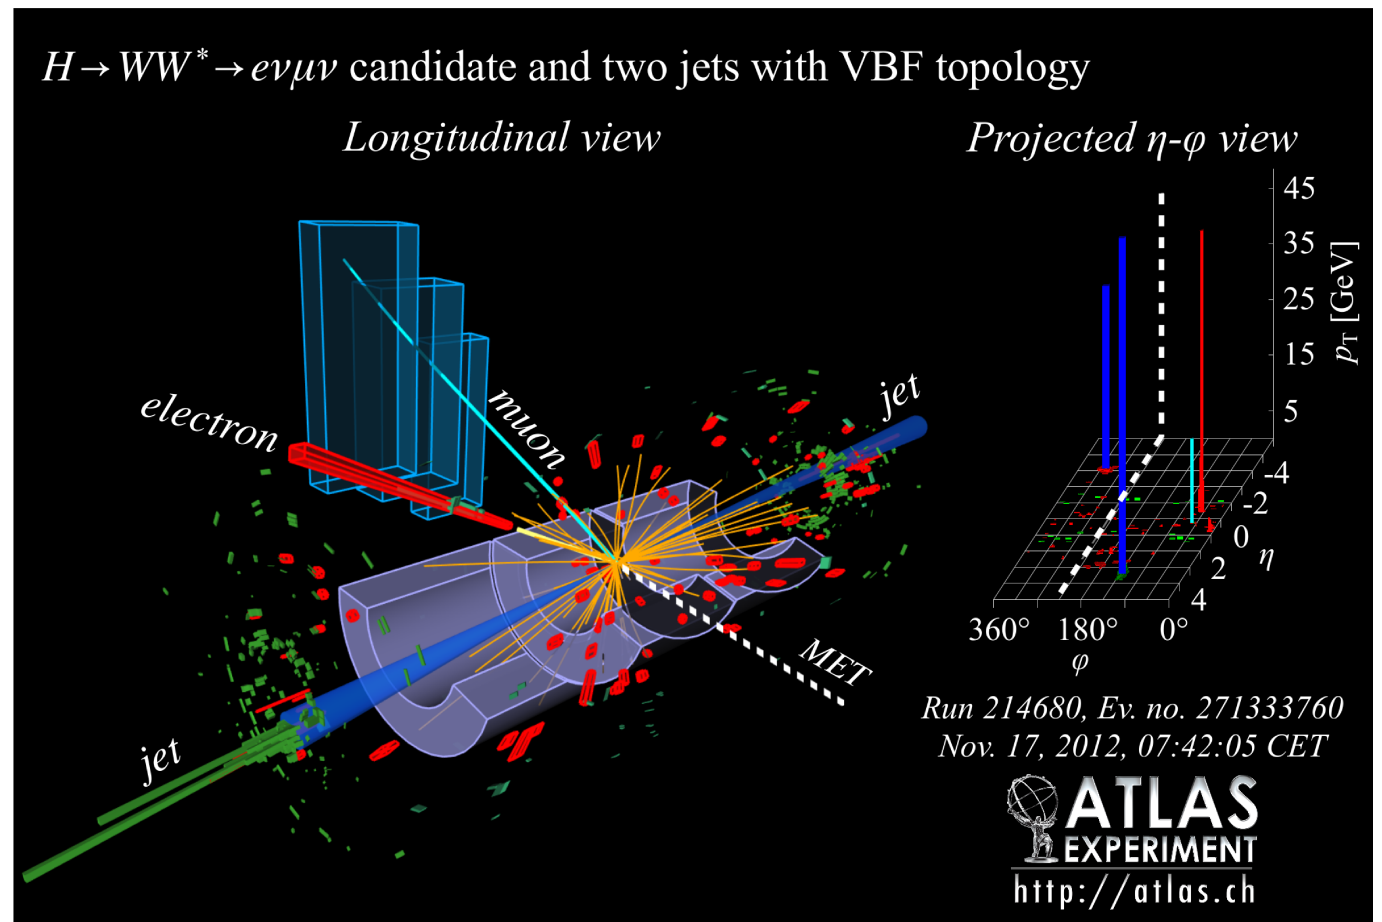 H → WW* → eνμν candidate and two jets with VBF topology
Longitudinal view
electron
muon
jet
MET
jet
Projected η-φ view
45
35
25
15
5
pT [GeV]
-4
-2
0
2
4
η
360° 180° 0°
φ
Run 214680, Ev. no. 271333760
Nov. 17, 2012, 07:42:05 CET
ATLAS
EXPERIMENT
http://atlas.ch